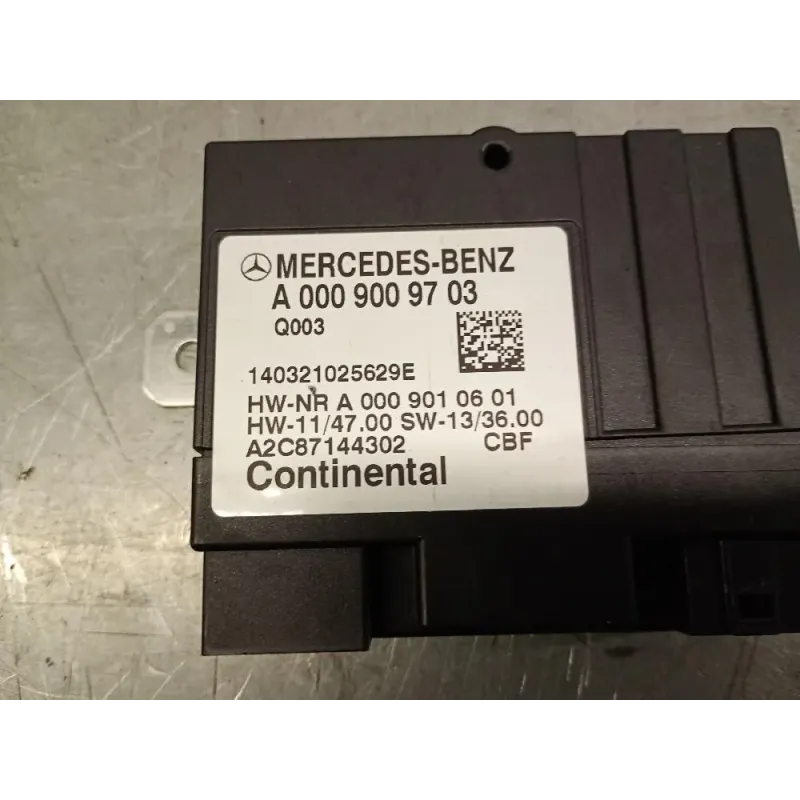 MERCEDES-BENZ
A 000 900 97 03
Q003
140321025629E
HW-NR A 000 901 06 01
HW-11/47.00 SW-13/36.00
A2C87144302 CBF
Continental